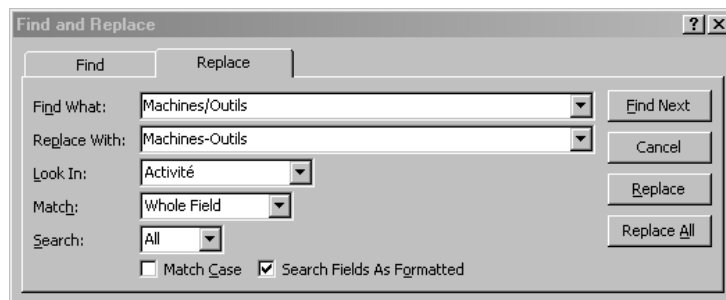 Find and Replace
Find Replace
Find What: Machines/Outils Find Next
Replace With: Machines-Outils Cancel
Look In: Activité
Match: Whole Field Replace
Search: All Replace All
Match Case Search Fields As Formatted